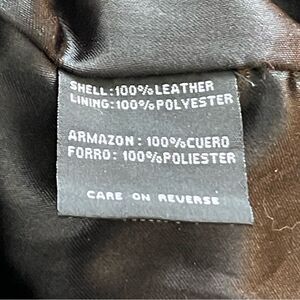 SHELL:100%LEATHER
LINING:100%POLYESTER
ARMAZON: 100%CUERO
FORRO: 100%POLIESTER
CARE ON REVERSE